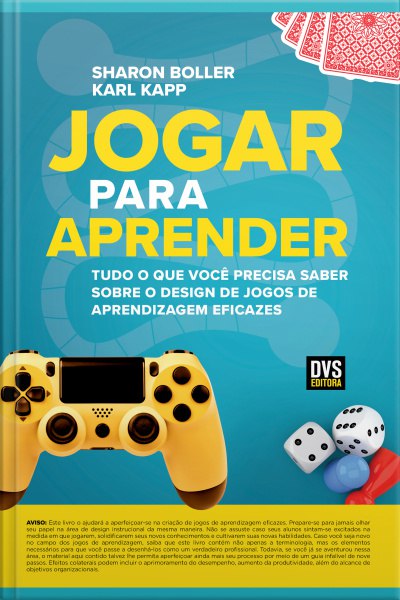 SHARON BOLLER
KARL KAPP
JOGAR
PARA
APRENDER
TUDO O QUE VOCÊ PRECISA SABER
SOBRE O DESIGN DE JOGOS DE
APRENDIZAGEM EFICAZES
DVS
EDITORA
AVISO: Este livro o ajudará a aperfeiçoar-se na criação de jogos de aprendizagem eficazes. Prepare-se para jamais olhar
seu papel na área de design instrucional da mesma maneira. Não se assuste caso seus alunos sintam-se excitados na
medida em que jogarem, solidificarem seus novos conhecimentos e cultivarem suas novas habilidades. Caso você seja novo
no campo dos jogos de aprendizagem, saiba que este livro contém não apenas a terminologia, mas os elementos
necessários para que você passe a desenhá-los como um verdadeiro profissional. Todavia, se você já se aventurou nessa
área, o material aqui contido talvez lhe permita aperfeiçoar ainda mais seu processo por meio de um guia infalível de nove
passos. Efeitos colaterais podem incluir o aprimoramento do desempenho, aumento da produtividade, além do alcance de
objetivos organizacionais.